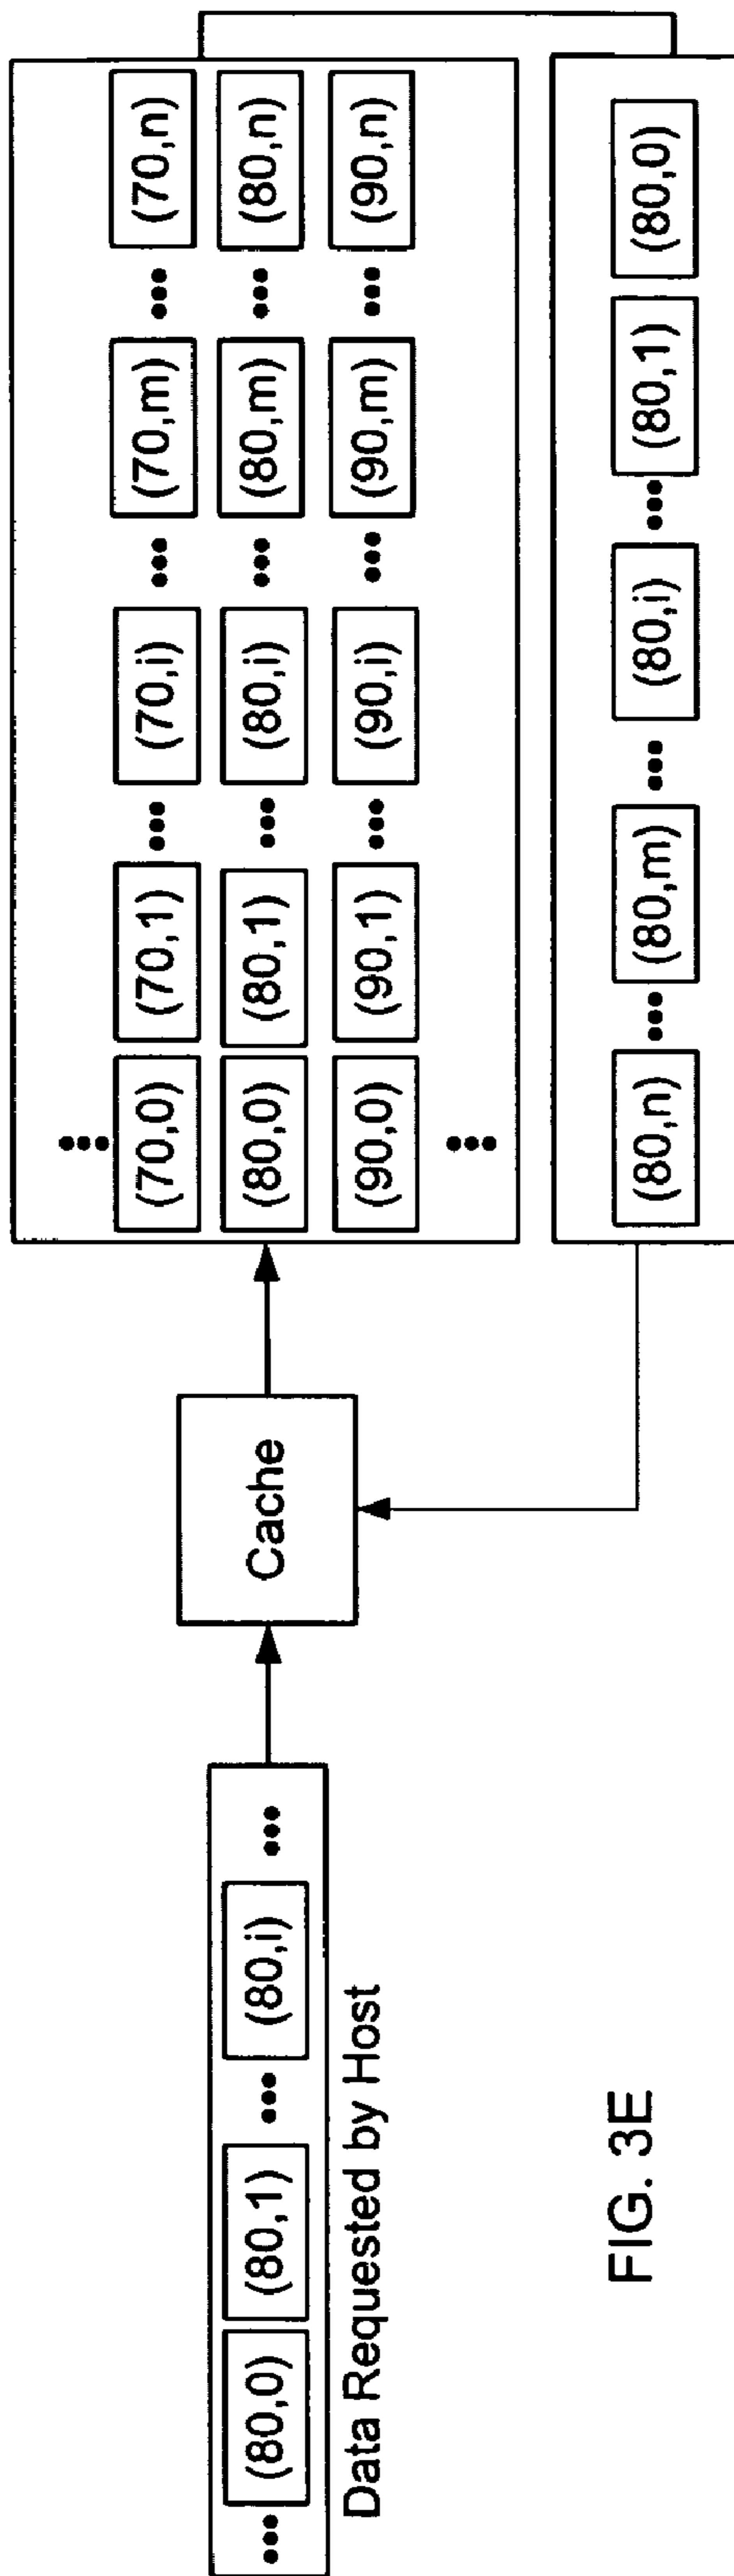 ••• (80,0) (80,1) ••• (80,i) •••
Data Requested by Host
Cache
•••
(70,0) (70,1) ••• (70,i) ••• (70,m) ••• (70,n)
(80,0) (80,1) ••• (80,i) ••• (80,m) ••• (80,n)
(90,0) (90,1) ••• (90,i) ••• (90,m) ••• (90,n)
•••
(80,n) ••• (80,m) ••• (80,i) ••• (80,1) (80,0)
FIG. 3E